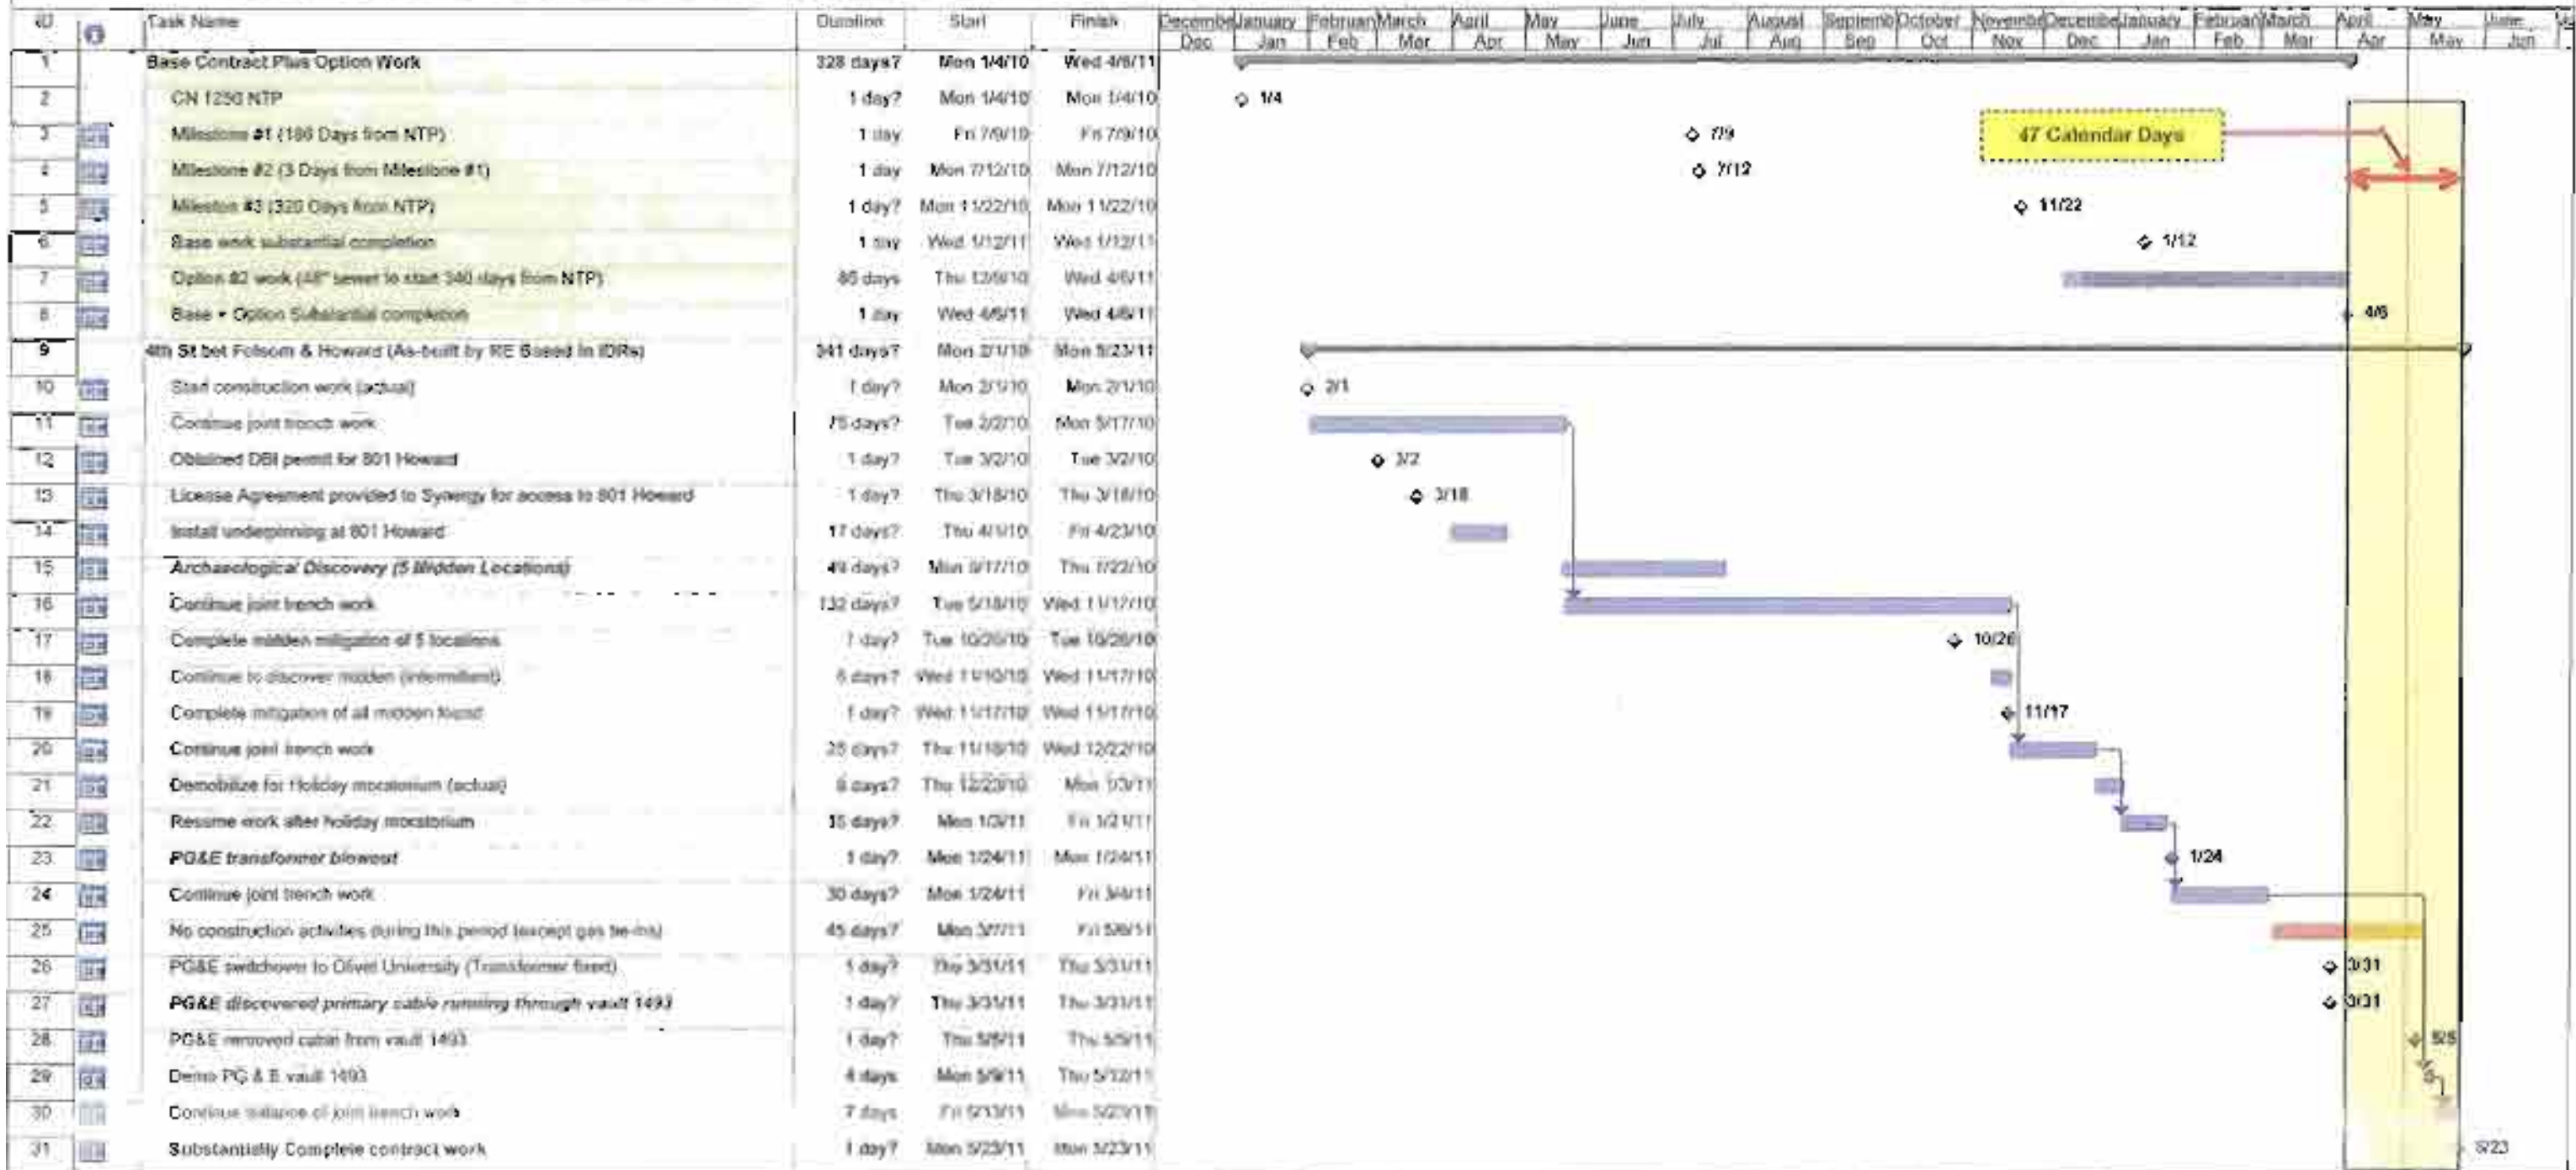 ID Task Name Duration Start Finish December January February March April May June July August September October November December January February March April May June
Dec Jan Feb Mar Apr May Jun Jul Aug Sep Oct Nov Dec Jan Feb Mar Apr May Jun
1 Base Contract Plus Option Work 328 days? Mon 1/4/10 Wed 4/6/11
2 CN 1250 NTP 1 day? Mon 1/4/10 Mon 1/4/10 1/4
3 Milestone #1 (186 Days from NTP) 1 day Fri 7/9/10 Fri 7/9/10 7/9 47 Calendar Days
4 Milestone #2 (3 Days from Milestone #1) 1 day Mon 7/12/10 Mon 7/12/10 7/12
5 Mileston #3 (320 Days from NTP) 1 day? Mon 11/22/10 Mon 11/22/10 11/22
6 Base work substantial completion 1 day Wed 1/12/11 Wed 1/12/11 1/12
7 Option #2 work (48" sewer to start 340 days from NTP) 85 days Thu 12/9/10 Wed 4/6/11
8 Base + Option Substantial completion 1 day Wed 4/6/11 Wed 4/6/11 4/6
9 4th St bet Folsom & Howard (As-built by RE Based in IDRs) 341 days? Mon 2/1/10 Mon 5/23/11
10 Start construction work (actual) 1 day? Mon 2/1/10 Mon 2/1/10 2/1
11 Continue joint trench work 75 days? Tue 2/2/10 Mon 5/17/10
12 Obtained DBI permit for 801 Howard 1 day? Tue 3/2/10 Tue 3/2/10 3/2
13 License Agreement provided to Synergy for access to 801 Howard 1 day? Thu 3/18/10 Thu 3/18/10 3/18
14 Install underpinning at 801 Howard 17 days? Thu 4/1/10 Fri 4/23/10
15 Archaeological Discovery (5 Midden Locations) 49 days? Mon 5/17/10 Thu 7/22/10
16 Continue joint trench work 132 days? Tue 5/18/10 Wed 11/17/10
17 Complete midden mitigation of 5 locations 1 day? Tue 10/26/10 Tue 10/26/10 10/26
18 Continue to discover midden (intermittent) 6 days? Wed 11/10/10 Wed 11/17/10
19 Complete mitigation of all midden found 1 day? Wed 11/17/10 Wed 11/17/10 11/17
20 Continue joint trench work 25 days? Thu 11/18/10 Wed 12/22/10
21 Demobilize for Holiday moratorium (actual) 8 days? Thu 12/23/10 Mon 1/3/11
22 Resume work after holiday moratorium 15 days? Mon 1/3/11 Fri 1/21/11
23 PG&E transformer blowout 1 day? Mon 1/24/11 Mon 1/24/11 1/24
24 Continue joint trench work 30 days? Mon 1/24/11 Fri 3/4/11
25 No construction activities during this period (except gas tie-ins) 45 days? Mon 3/7/11 Fri 5/6/11
26 PG&E switchover to Olivet University (Transformer fixed) 1 day? Thu 3/31/11 Thu 3/31/11 3/31
27 PG&E discovered primary cable running through vault 1493 1 day? Thu 3/31/11 Thu 3/31/11 3/31
28 PG&E removed cable from vault 1493 1 day? Thu 5/5/11 Thu 5/5/11 5/5
29 Demo PG & E vault 1493 4 days Mon 5/9/11 Thu 5/12/11
30 Continue balance of joint trench work 7 days Fri 5/13/11 Mon 5/23/11
31 Substantially Complete contract work 1 day? Mon 5/23/11 Mon 5/23/11 5/23